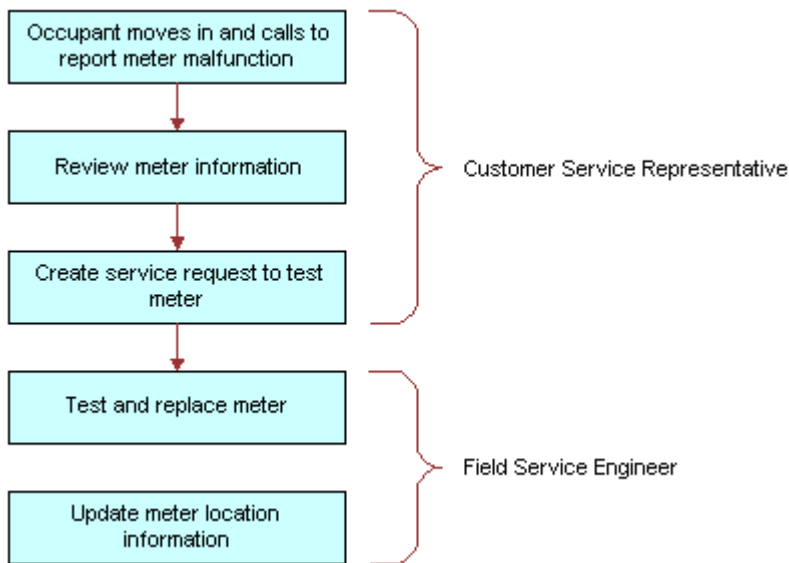 Occupant moves in and calls to
report meter malfunction
Review meter information
Customer Service Representative
Create service request to test
meter
Test and replace meter
Field Service Engineer
Update meter location
information